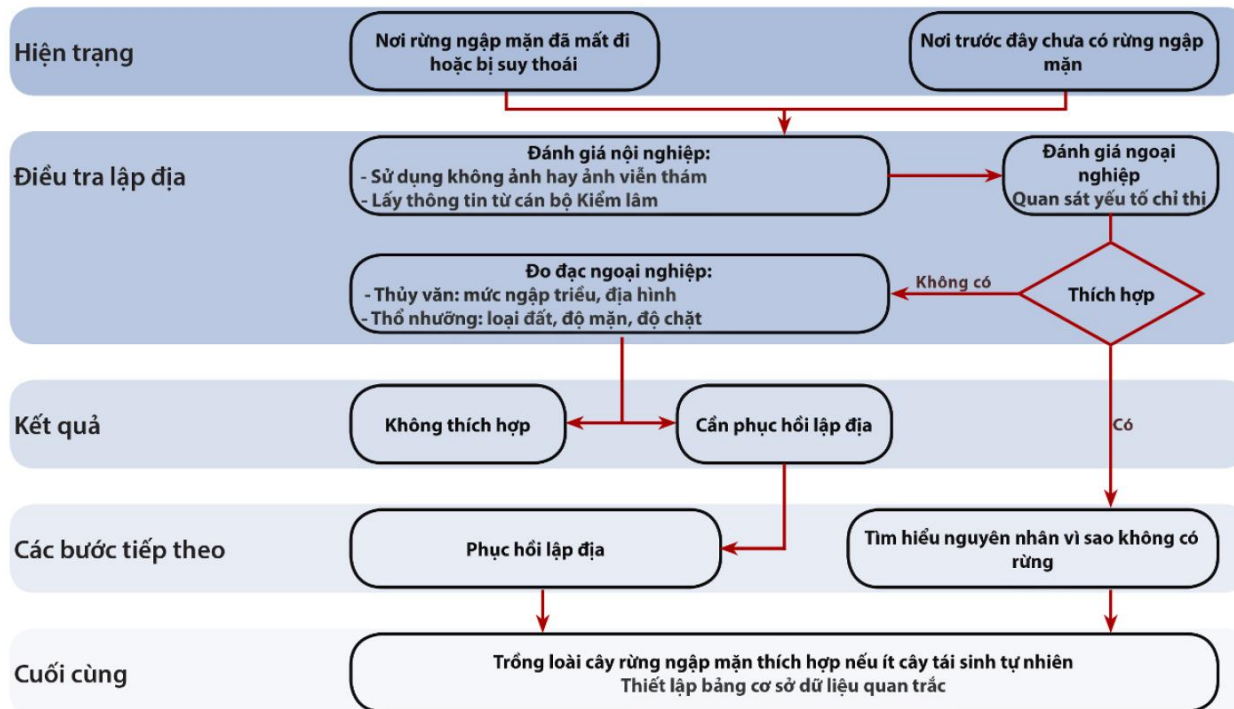 Hiện trạng
Nơi rừng ngập mặn đã mất đi
hoặc bị suy thoái
Nơi trước đây chưa có rừng ngập
mặn
Điều tra lập địa
Đánh giá nội nghiệp:
- Sử dụng không ảnh hay ảnh viễn thám
- Lấy thông tin từ cán bộ Kiểm lâm
Đánh giá ngoại
nghiệp
Quan sát yếu tố chỉ thị
Đo đạc ngoại nghiệp:
- Thủy văn: mức ngập triều, địa hình
- Thổ nhưỡng: loại đất, độ mặn, độ chặt
Không có
Thích hợp
Kết quả
Không thích hợp
Cần phục hồi lập địa
Có
Các bước tiếp theo
Phục hồi lập địa
Tìm hiểu nguyên nhân vì sao không có
rừng
Cuối cùng
Trồng loài cây rừng ngập mặn thích hợp nếu ít cây tái sinh tự nhiên
Thiết lập bảng cơ sở dữ liệu quan trắc